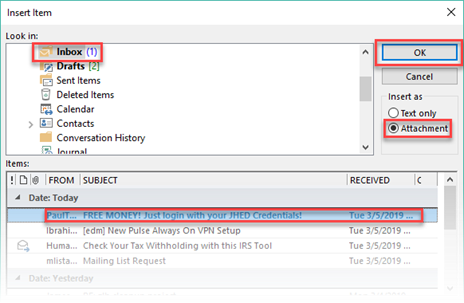 Insert Item
Look in:
Inbox (1)
Drafts [2]
Sent Items
Deleted Items
Calendar
Contacts
Conversation History
Journal
OK
Cancel
Insert as
Text only
Attachment
Items:
! @ FROM SUBJECT RECEIVED C
Date: Today
PaulT... FREE MONEY! Just login with your JHED Credentials! Tue 3/5/2019 ...
Ibrahi... [edm] New Pulse Always On VPN Setup Tue 3/5/2019 ...
Huma... Check Your Tax Withholding with this IRS Tool Tue 3/5/2019 ...
mlista... Mailing List Request Tue 3/5/2019 ...
Date: Yesterday